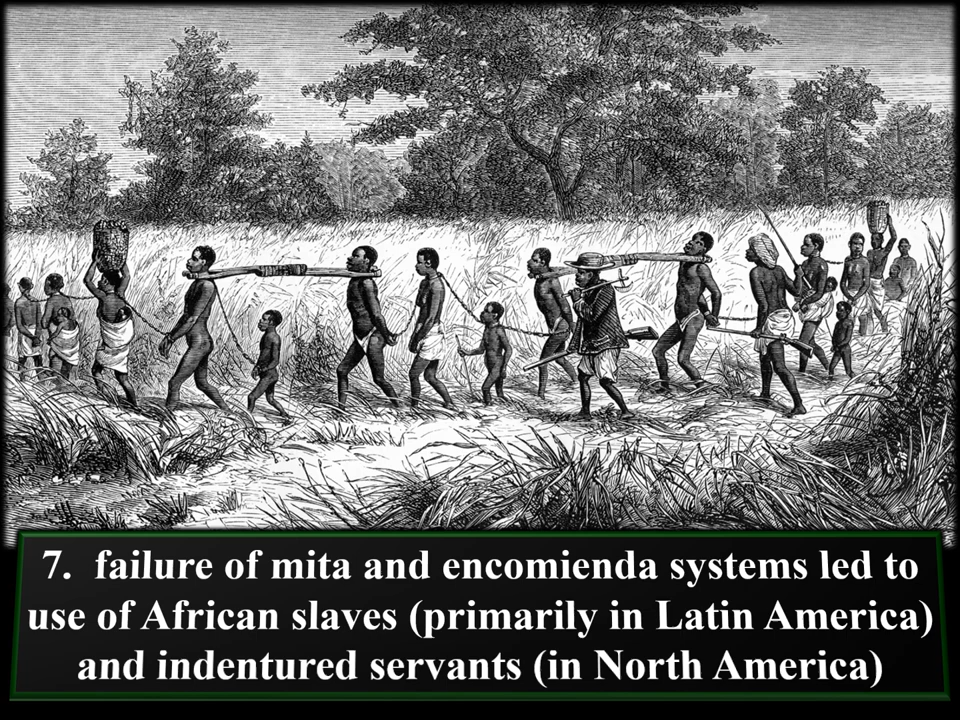 7. failure of mita and encomienda systems led to
use of African slaves (primarily in Latin America)
and indentured servants (in North America)